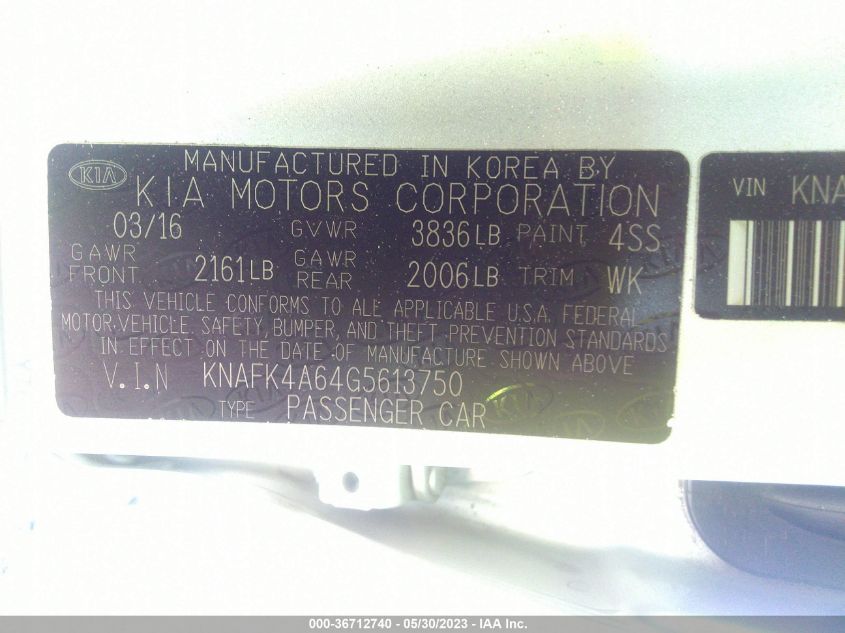 KIA
MANUFACTURED IN KOREA BY
KIA MOTORS CORPORATION
03/16 GVWR 3836LB PAINT 4SS
GAWR FRONT 2161LB GAWR REAR 2006LB TRIM WK
THIS VEHICLE CONFORMS TO ALL APPLICABLE U.S.A. FEDERAL
MOTOR VEHICLE SAFETY, BUMPER, AND THEFT PREVENTION STANDARDS
IN EFFECT ON THE DATE OF MANUFACTURE SHOWN ABOVE
V.I.N KNAFK4A64G5613750
TYPE PASSENGER CAR
VIN KNA
000-36712740 - 05/30/2023 - IAA Inc.